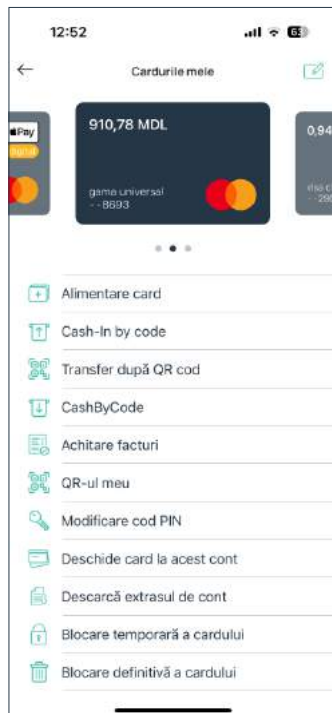 12:52
63
Cardurile mele
Pay
910,78 MDL
0,94
gama universal
--8693
Alimentare card
Cash-In by code
Transfer după QR cod
CashByCode
Achitare facturi
QR-ul meu
Modificare cod PIN
Deschide card la acest cont
Descarcă extrasul de cont
Blocare temporară a cardului
Blocare definitivă a cardului